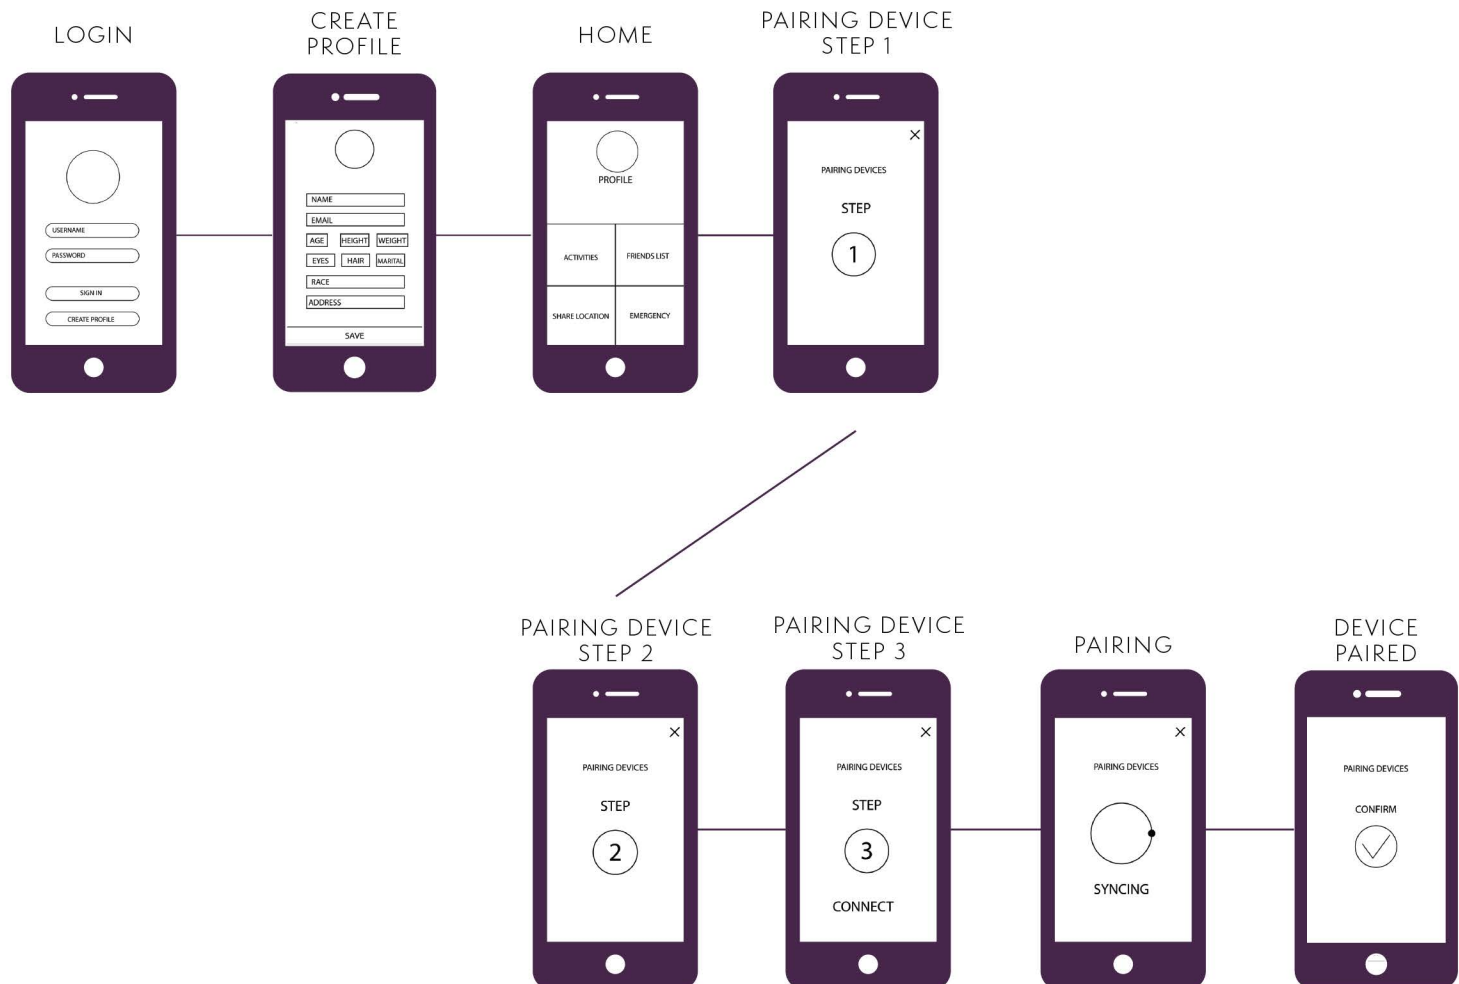 LOGIN
CREATE
PROFILE
HOME
PAIRING DEVICE
STEP 1
USERNAME
PASSWORD
SIGN IN
CREATE PROFILE
NAME
EMAIL
AGE HEIGHT WEIGHT
EYES HAIR MARITAL
RACE
ADDRESS
SAVE
PROFILE
ACTIVITIES FRIENDS LIST
SHARE LOCATION EMERGENCY
PAIRING DEVICES
STEP
1
PAIRING DEVICE
STEP 2
PAIRING DEVICE
STEP 3
PAIRING
DEVICE
PAIRED
PAIRING DEVICES
STEP
2
PAIRING DEVICES
STEP
3
CONNECT
PAIRING DEVICES
SYNCING
PAIRING DEVICES
CONFIRM